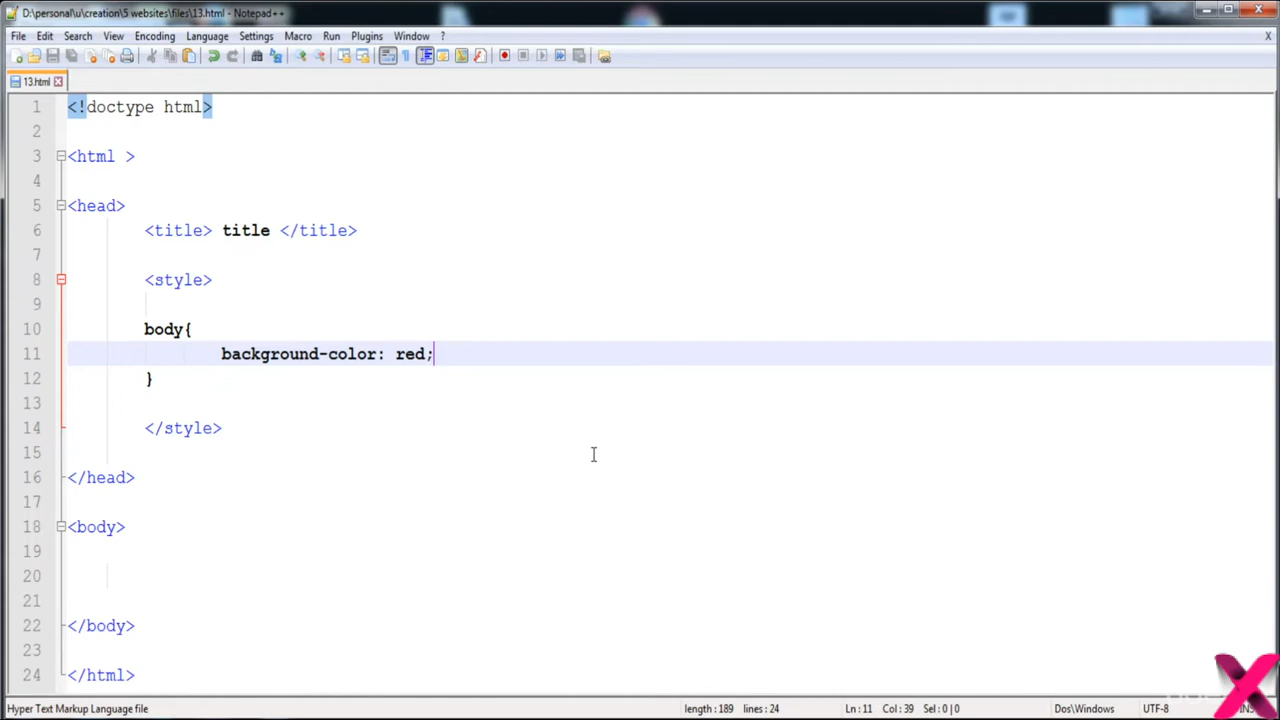 D:\personal\u\creation\5 websites\files\13.html - Notepad++
File Edit Search View Encoding Language Settings Macro Run Plugins Window ? X
13.html
1 <!doctype html>
2
3 <html >
4
5 <head>
6 <title> title </title>
7
8 <style>
9
10 body{
11 background-color: red;
12 }
13
14 </style>
15
16 </head>
17
18 <body>
19
20
21
22 </body>
23
24 </html>
Hyper Text Markup Language file length : 189 lines : 24 Ln : 11 Col : 39 Sel : 0 | 0 Dos\Windows UTF-8